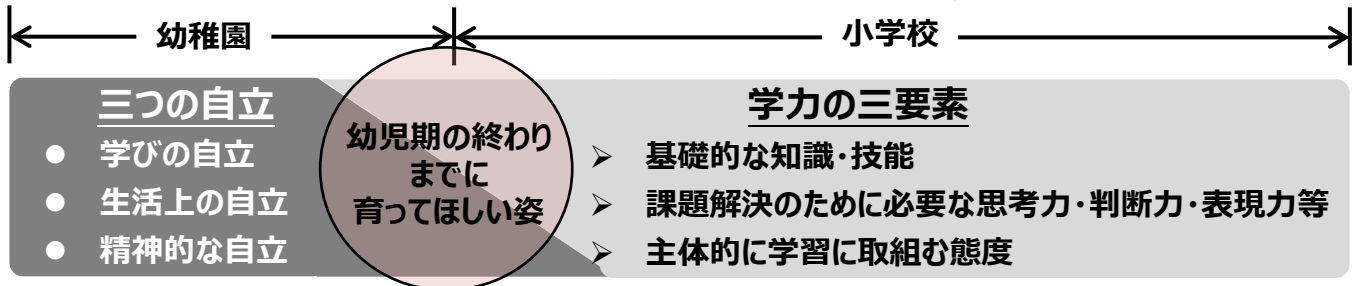 幼稚園
小学校
三つの自立
● 学びの自立
● 生活上の自立
● 精神的な自立
幼児期の終わり
までに
育ってほしい姿
学力の三要素
➢ 基礎的な知識・技能
➢ 課題解決のために必要な思考力・判断力・表現力等
➢ 主体的に学習に取組む態度